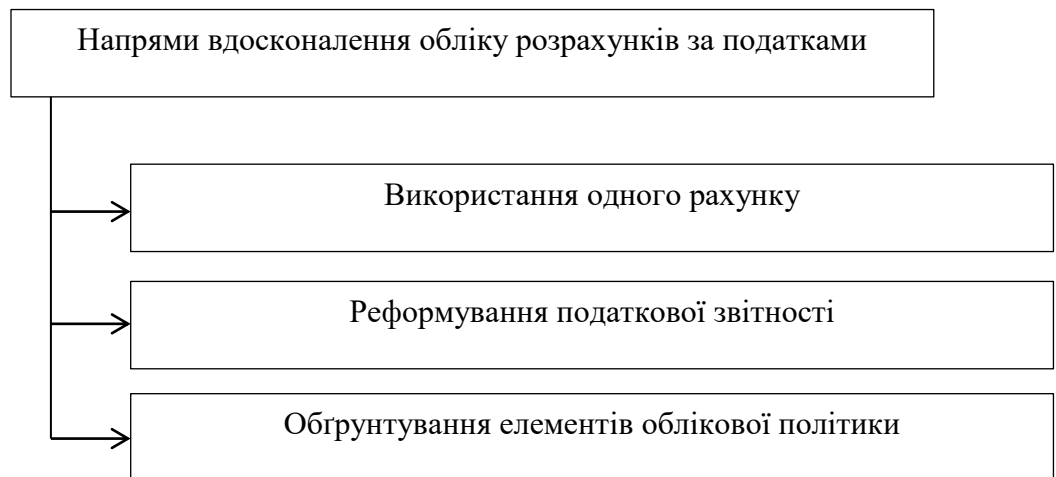 Напрями вдосконалення обліку розрахунків за податками
Використання одного рахунку
Реформування податкової звітності
Обґрунтування елементів облікової політики